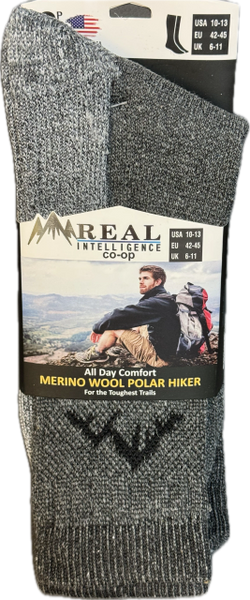 OP
USA 10-13
EU 42-45
UK 6-11
REAL
INTELLIGENCE
co-op
USA 10-13
EU 42-45
UK 6-11
All Day Comfort
MERINO WOOL POLAR HIKER
For the Toughest Trails